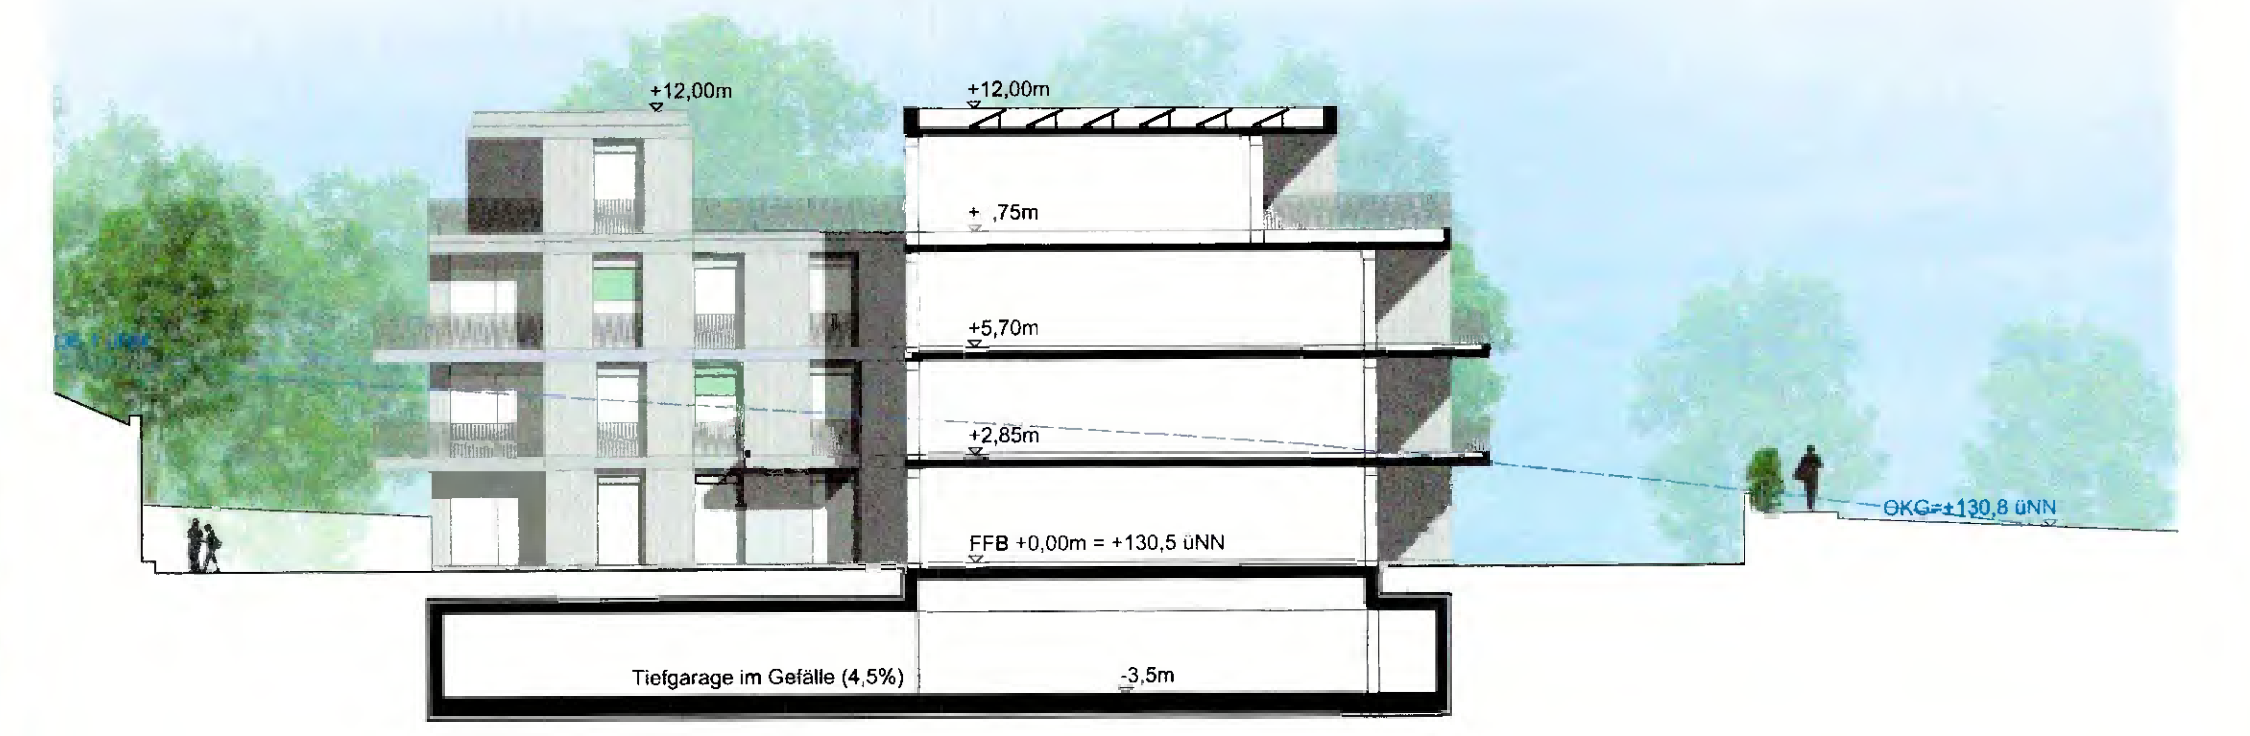 +12,00m
+12,00m
+ ,75m
+5,70m
+2,85m
OKG=±130,8 üNN
FFB +0,00m = +130,5 üNN
Tiefgarage im Gefälle (4,5%)
-3,5m